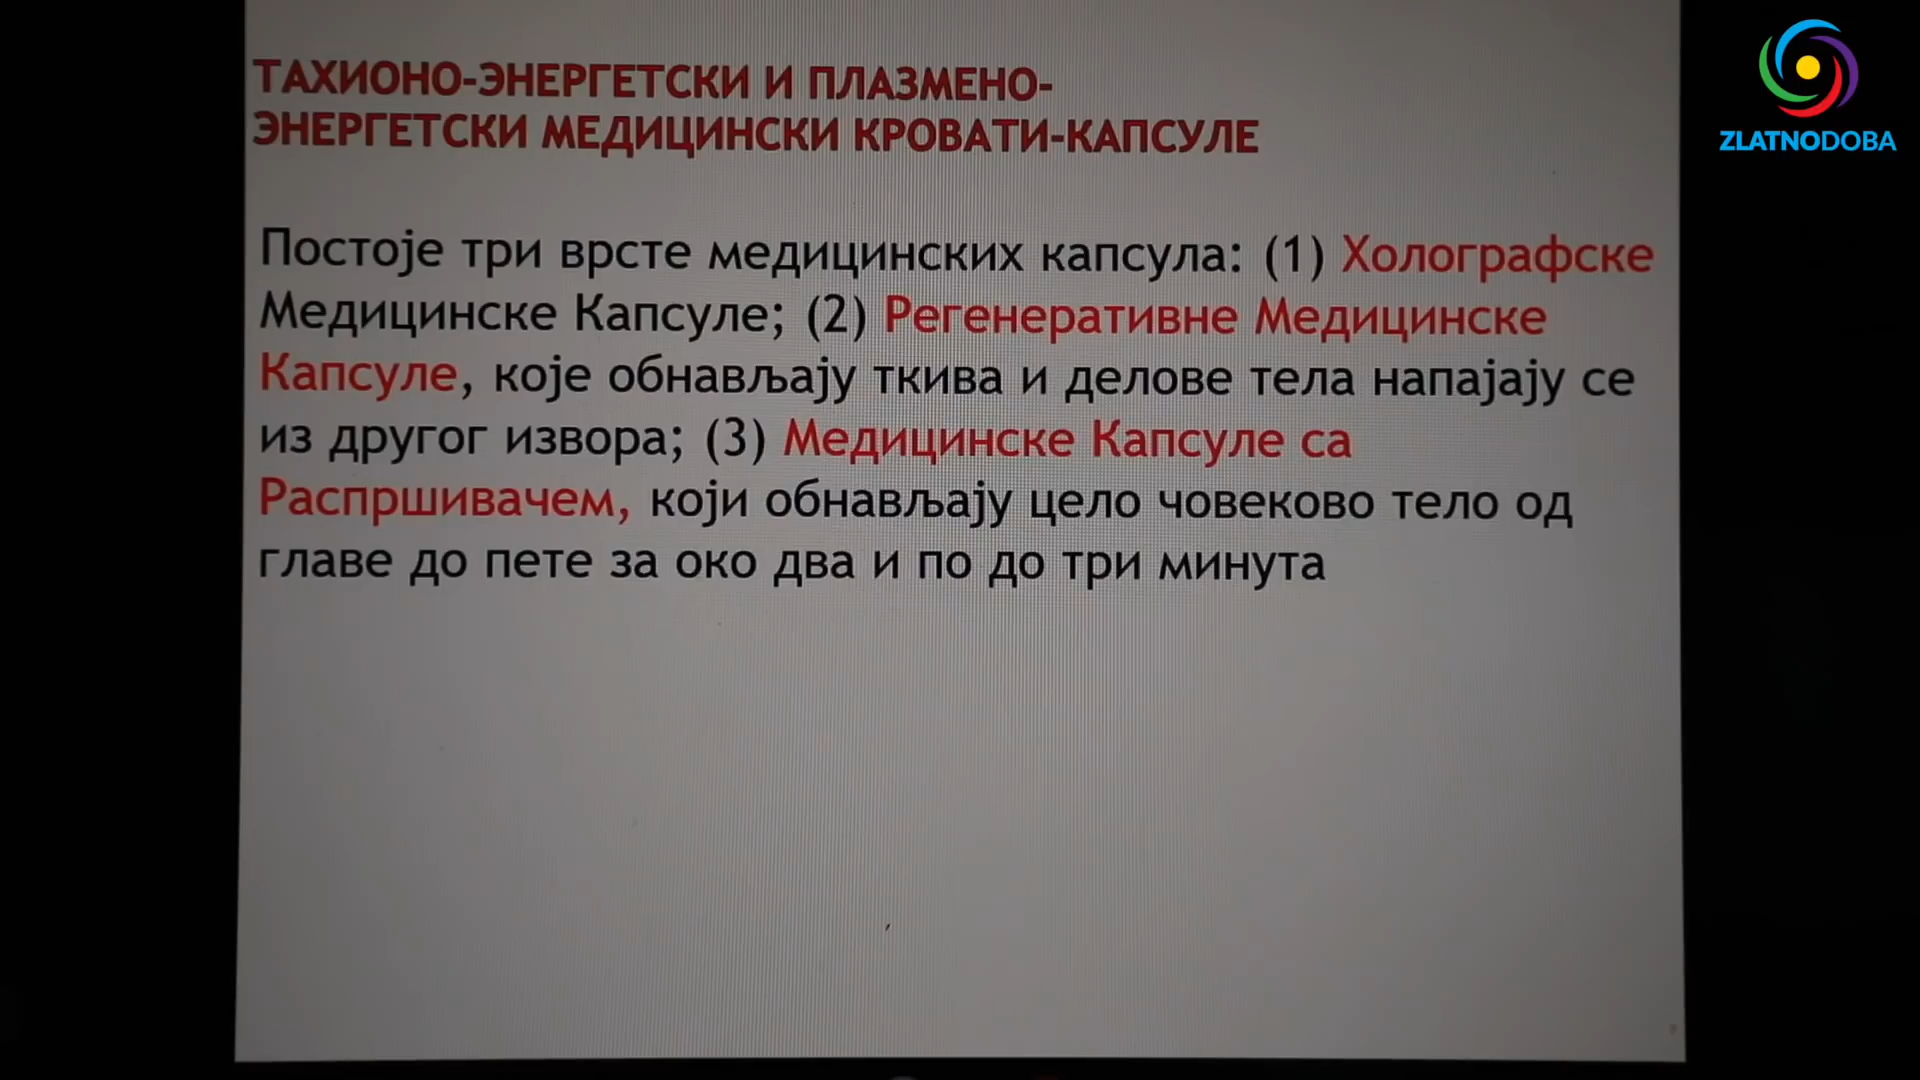 ТАХИОНО-ЭНЕРГЕТСКИ И ПЛАЗМЕНО-
ЭНЕРГЕТСКИ МЕДИЦИНСКИ КРОВАТИ-КАПСУЛЕ
Постоје три врсте медицинских капсула: (1) Холографске
Медицинске Капсуле; (2) Регенеративне Медицинске
Капсуле, које обнављају ткива и делове тела напајају се
из другог извора; (3) Медицинске Капсуле са
Распршивачем, који обнављају цело човеково тело од
главе до пете за око два и по до три минута
ZLATNODOBA